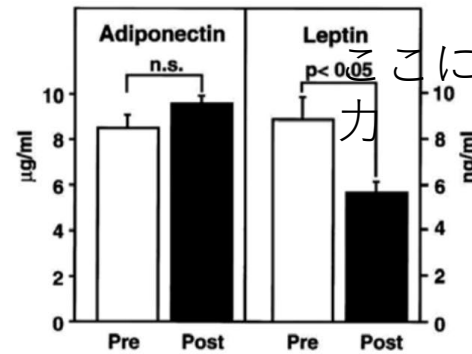 Adiponectin
Leptin
n.s.
p< 0.05
ここに
力
10
8
6
4
2
0
μg/ml
10
8
6
4
2
0
ng/ml
Pre
Post
Pre
Post